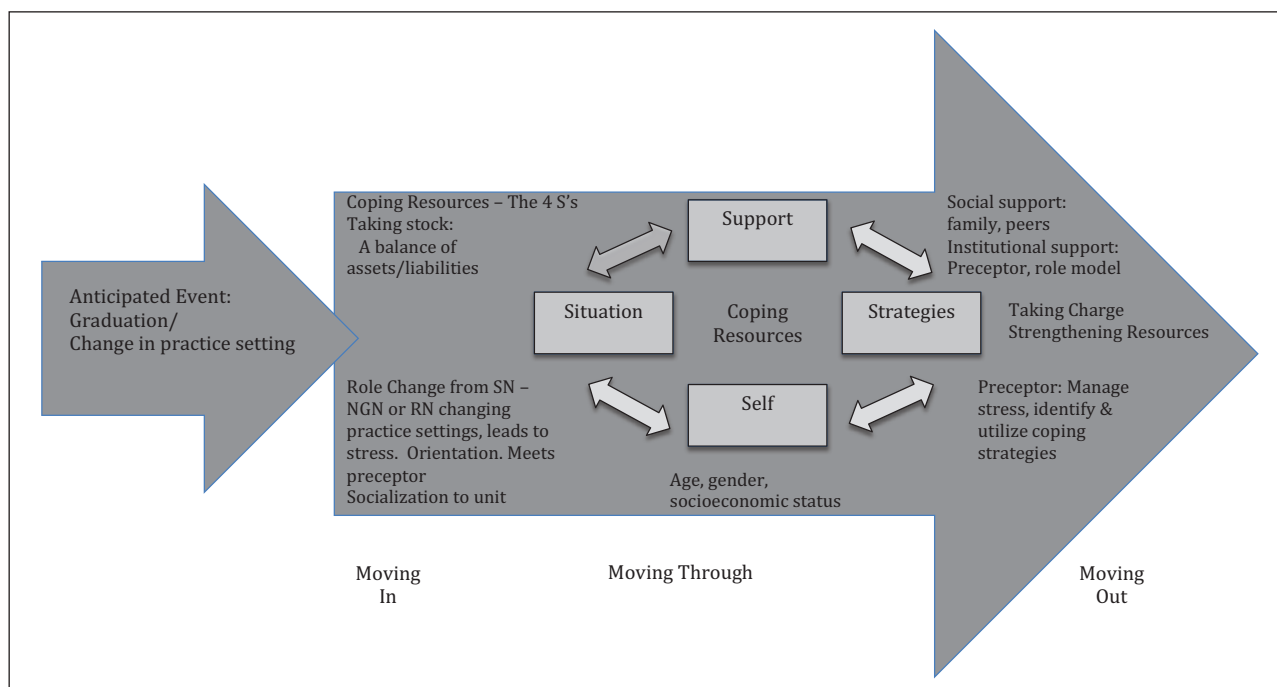 Anticipated Event:
Graduation/
Change in practice setting
Coping Resources – The 4 S’s
Taking stock:
A balance of
assets/liabilities
Support
Social support:
family, peers
Institutional support:
Preceptor, role model
Situation
Coping
Resources
Strategies
Taking Charge
Strengthening Resources
Role Change from SN –
NGN or RN changing
practice settings, leads to
stress.  Orientation. Meets
preceptor
Socialization to unit
Self
Age, gender,
socioeconomic status
Preceptor: Manage
stress, identify &
utilize coping
strategies
Moving
In
Moving Through
Moving
Out